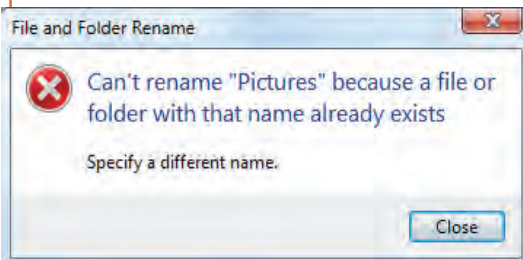 File and Folder Rename
Can't rename "Pictures" because a file or
folder with that name already exists
Specify a different name.
Close